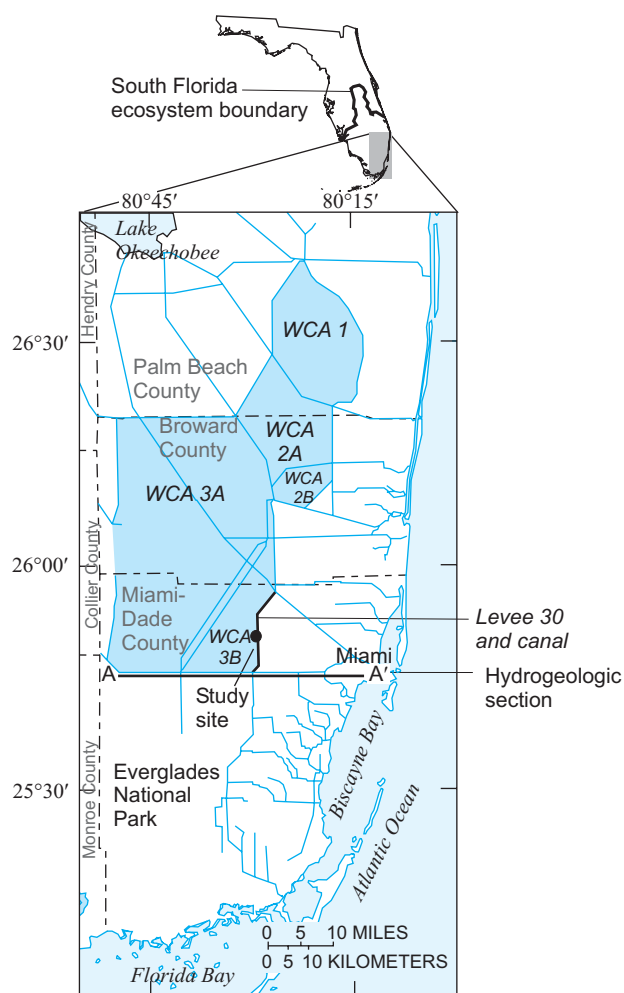 South Florida
ecosystem boundary
80°45′
80°15′
Lake
Okeechobee
Hendry County
WCA 1
26°30′
Palm Beach
County
Broward
County
WCA
2A
WCA 3A
WCA
2B
26°00′
Collier County
Miami-
Dade
County
WCA
3B
Levee 30
and canal
Miami
A
A′
Hydrogeologic
section
Study
site
Monroe County
Everglades
National
Park
25°30′
Biscayne Bay
Atlantic Ocean
0 5 10 MILES
0 5 10 KILOMETERS
Florida Bay